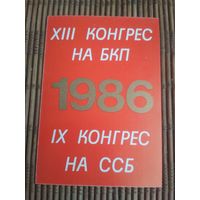 XIII КОНГРЕС
НА БКП
1986
IX КОНГРЕС
НА ССБ